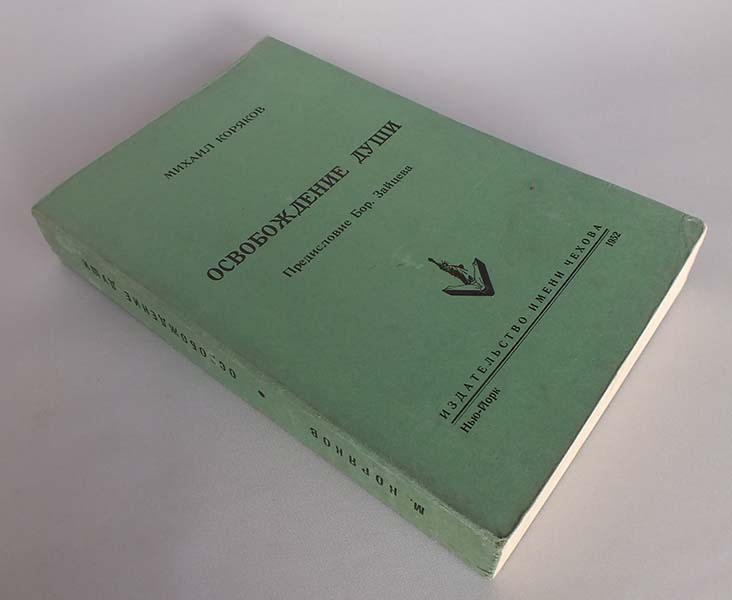 МИХАИЛ КОРЯКОВ
ОСВОБОЖДЕНИЕ ДУШИ
Предисловие Бор. Зайцева
ИЗДАТЕЛЬСТВО ИМЕНИ ЧЕХОВА
Нью-Йорк 1952
М. КОРЯКОВ • ОСВОБОЖДЕНИЕ ДУШИ